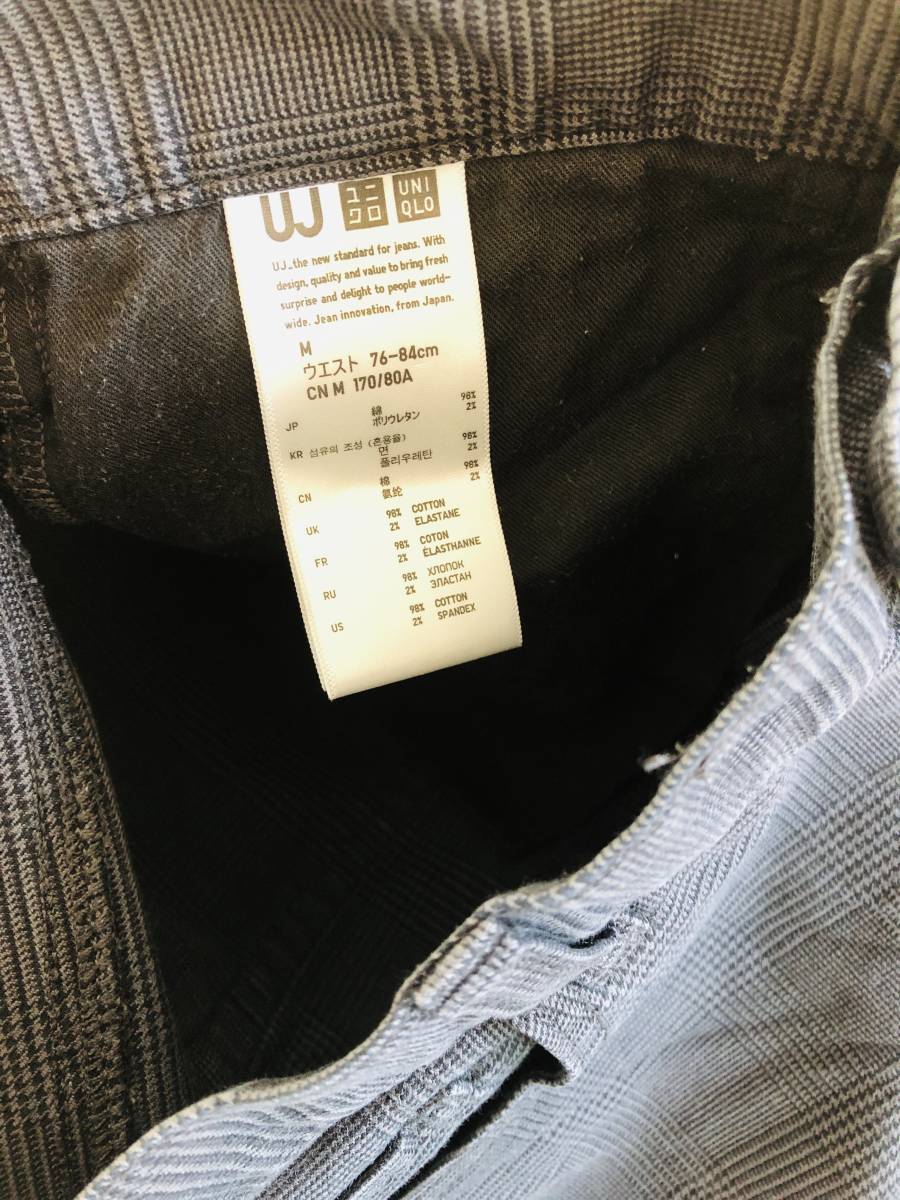 UJ ユニクロ UNIQLO
UJ_the new standard for jeans. With
design, quality and value to bring fresh
surprise and delight to people world-
wide. Jean innovation, from Japan.
M
ウエスト 76-84cm
CN M 170/80A
JP 綿 98%
ポリウレタン 2%
KR 섬유의 조성 (혼용율)
면 98%
폴리우레탄 2%
CN 棉 98%
氨纶 2%
UK 98% COTTON
2% ELASTANE
FR 98% COTON
2% ÉLASTHANNE
RU 98% ХЛОПОК
2% ЭЛАСТАН
US 98% COTTON
2% SPANDEX